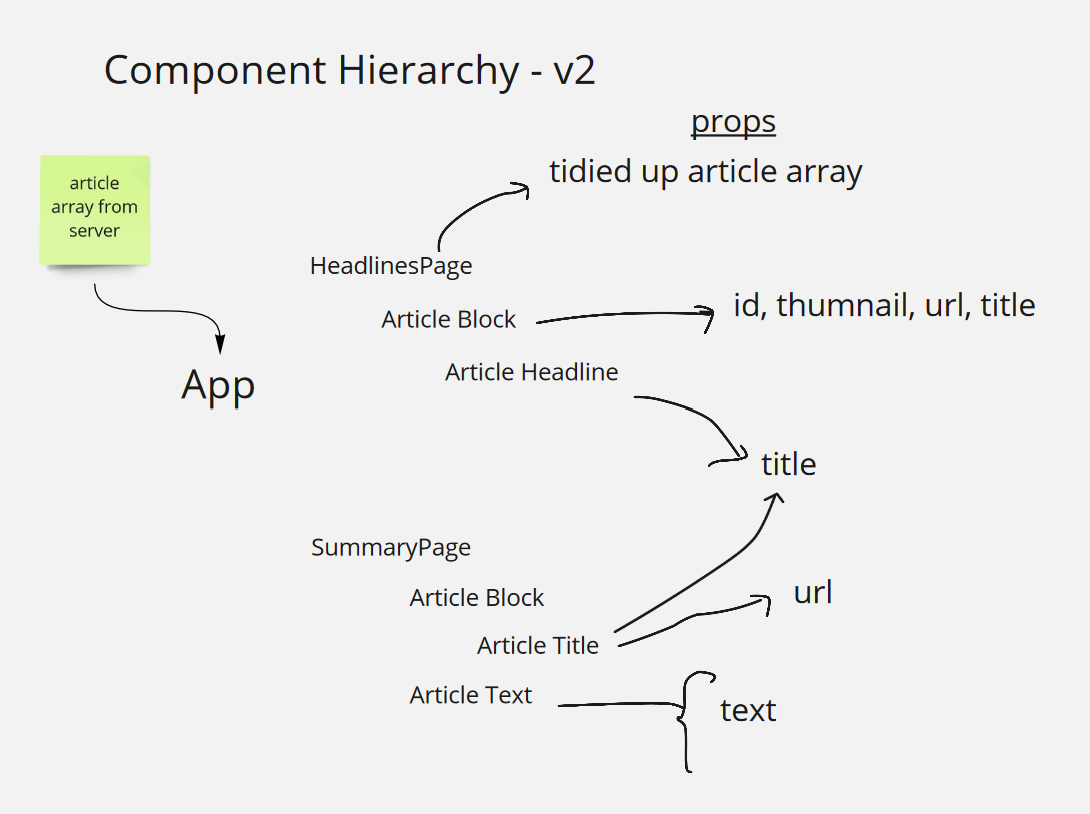 Component Hierarchy - v2
props
tidied up article array
article
array from
server
HeadlinesPage
Article Block
id, thumnail, url, title
Article Headline
App
title
SummaryPage
Article Block
url
Article Title
Article Text
text